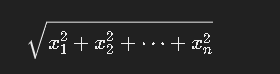 √(x₁² + x₂² + ⋯ + xₙ²)